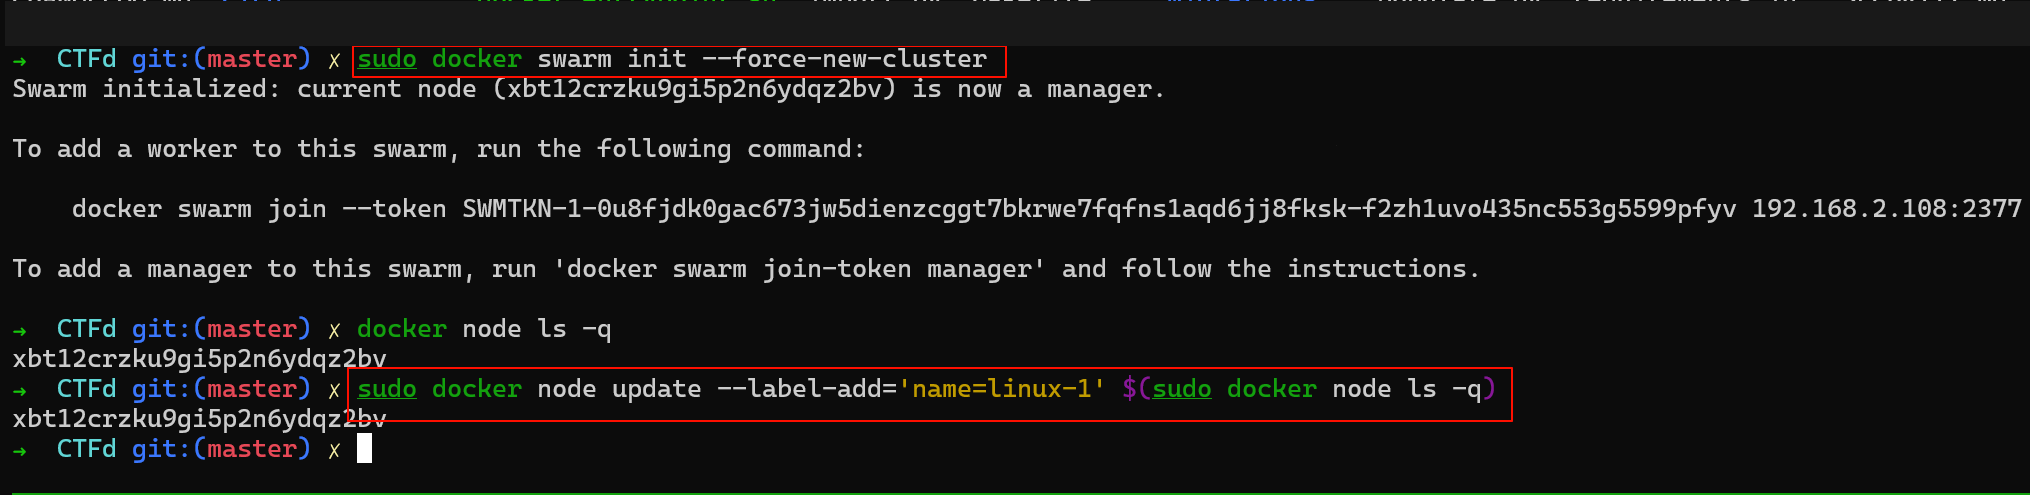 → CTFd git:(master) ✗ sudo docker swarm init --force-new-cluster
Swarm initialized: current node (xbt12crzku9gi5p2n6ydqz2bv) is now a manager.
To add a worker to this swarm, run the following command:
docker swarm join --token SWMTKN-1-0u8fjdk0gac673jw5dienzcggt7bkrwe7fqfns1aqd6jj8fksk-f2zh1uvo435nc553g5599pfyv 192.168.2.108:2377
To add a manager to this swarm, run 'docker swarm join-token manager' and follow the instructions.
→ CTFd git:(master) ✗ docker node ls -q
xbt12crzku9gi5p2n6ydqz2bv
→ CTFd git:(master) ✗ sudo docker node update --label-add='name=linux-1' $(sudo docker node ls -q)
xbt12crzku9gi5p2n6ydqz2bv
→ CTFd git:(master) ✗